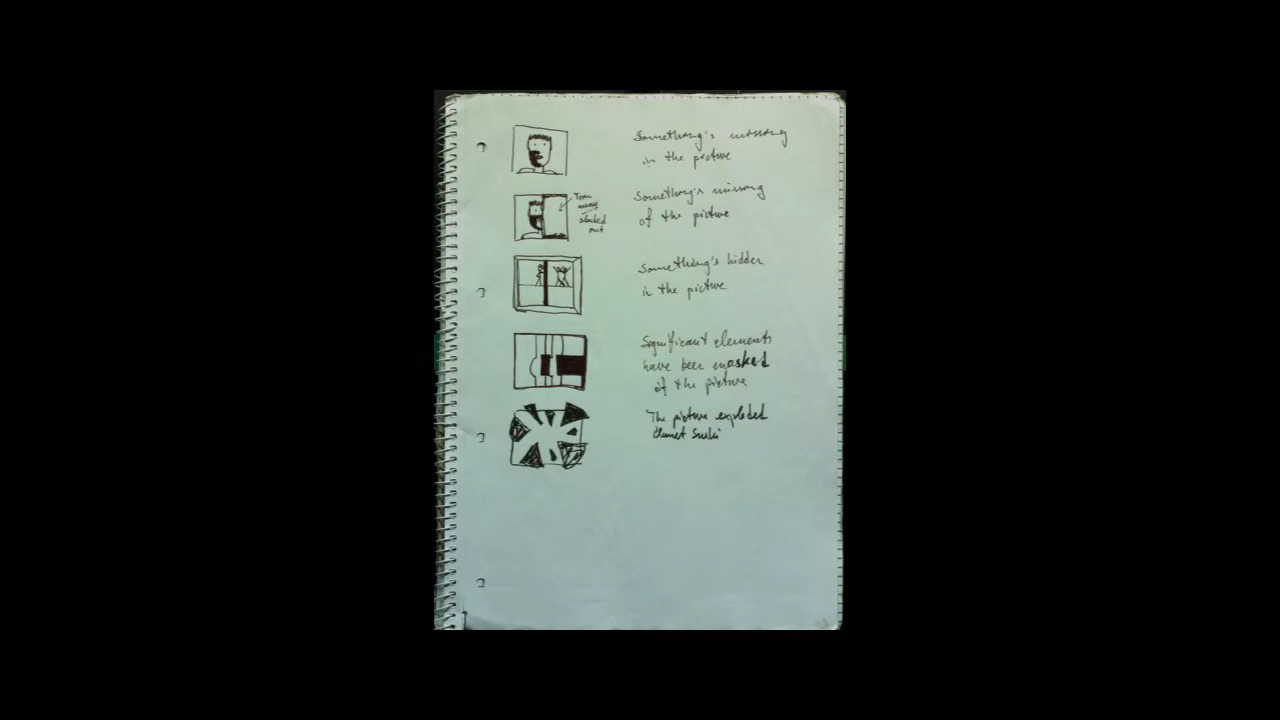 Something's missing
in the picture
Something's missing
of the picture
Torn
away
blacked
out
Something's hidden
in the picture
Significant elements
have been masked
of the picture
The picture exploded